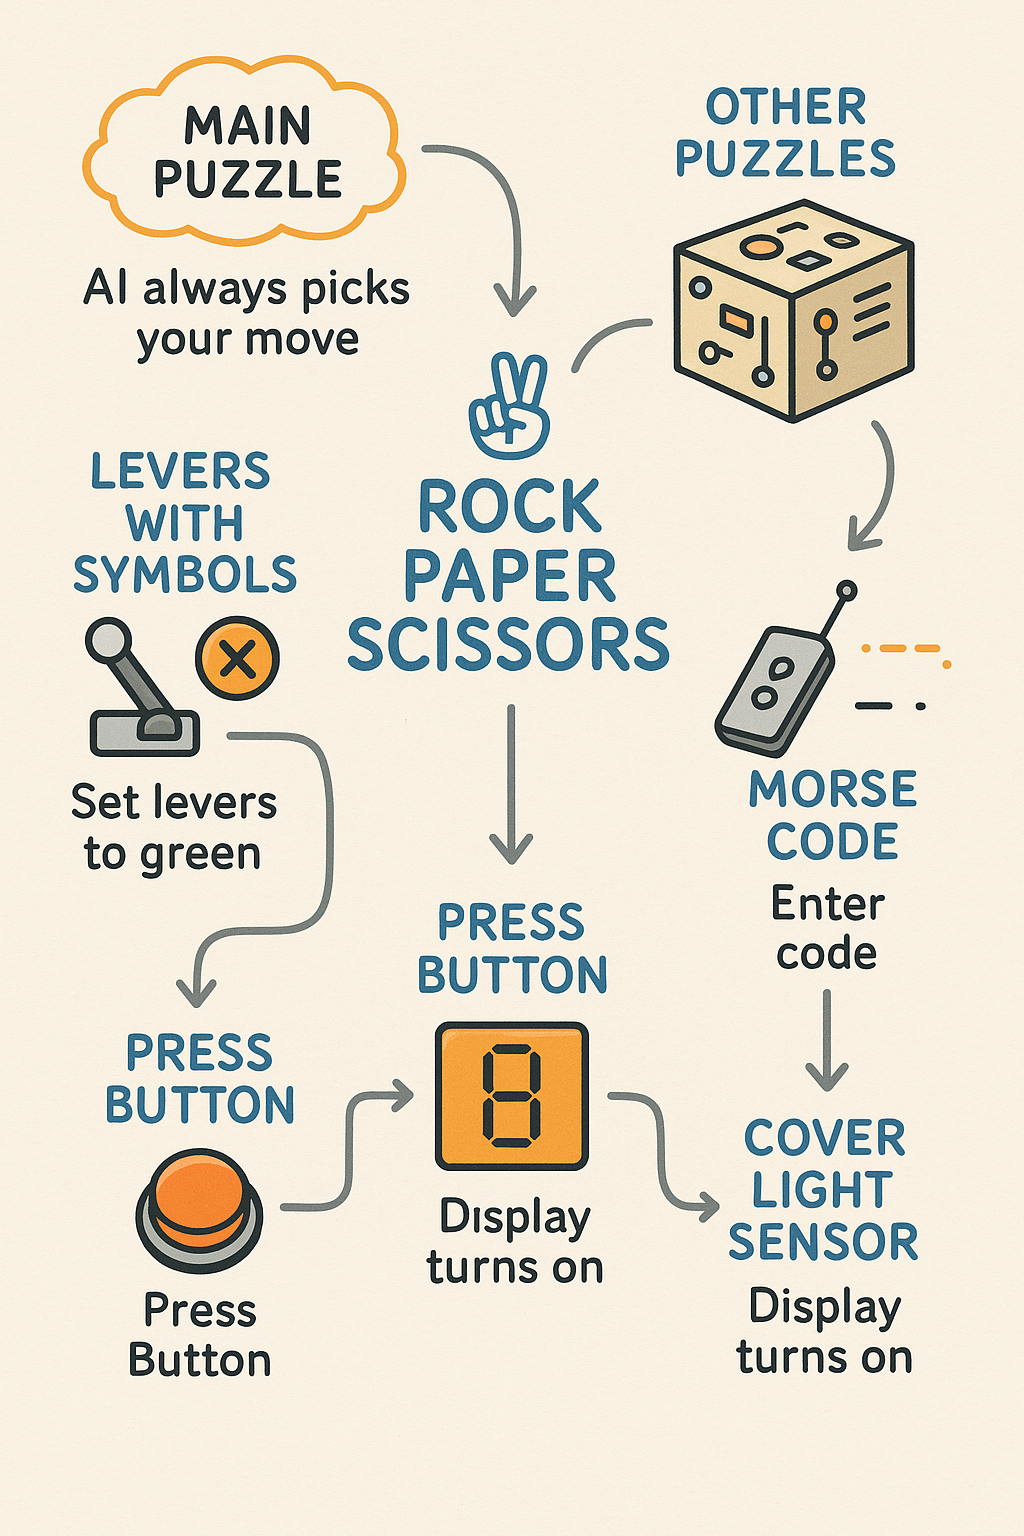 MAIN
PUZZLE
AI always picks
your move
OTHER
PUZZLES
LEVERS
WITH
SYMBOLS
Set levers
to green
ROCK
PAPER
SCISSORS
MORSE
CODE
Enter
code
PRESS
BUTTON
Press
Button
PRESS
BUTTON
8
Display
turns on
COVER
LIGHT
SENSOR
Display
turns on